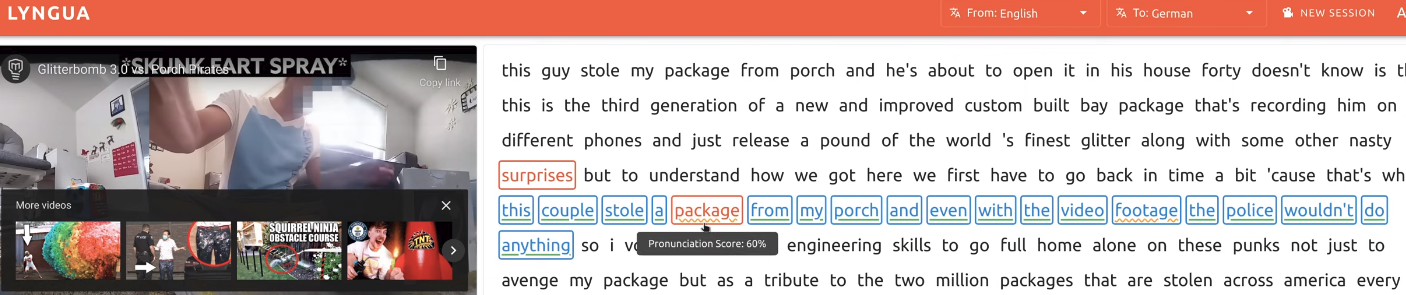 LYNGUA
From: English
To: German
NEW SESSION
*SKUNK FART SPRAY*
Glitterbomb 3.0 vs. Porch Pirates
Copy link
More videos
SQUIRREL NINJA
OBSTACLE COURSE
TNT
this guy stole my package from porch and he's about to open it in his house forty doesn't know is
this is the third generation of a new and improved custom built bay package that's recording him on
different phones and just release a pound of the world 's finest glitter along with some other nasty
surprises but to understand how we got here we first have to go back in time a bit 'cause that's
this couple stole a package from my porch and even with the video footage the police wouldn't do
anything so i
Pronunciation Score: 60%
engineering skills to go full home alone on these punks not just to
avenge my package but as a tribute to the two million packages that are stolen across america every